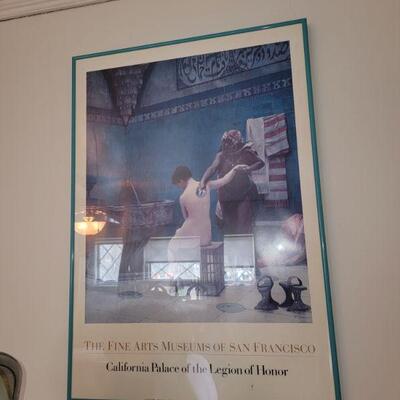 THE FINE ARTS MUSEUMS OF SAN FRANCISCO
California Palace of the Legion of Honor